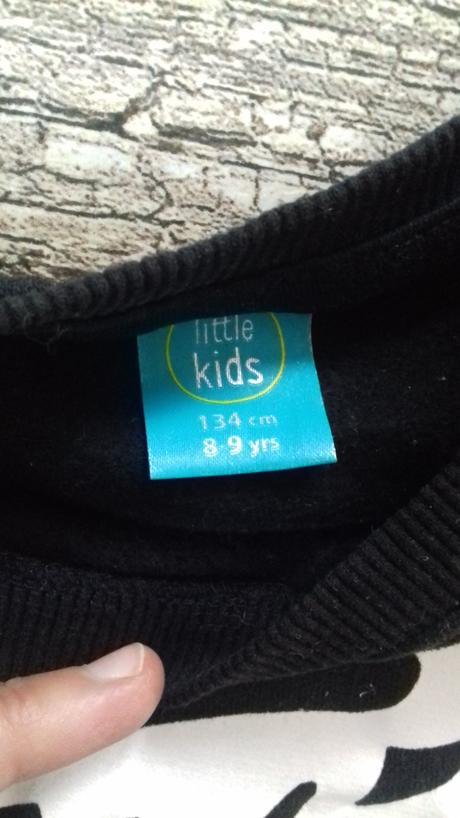 little
kids
134 cm
8-9 yrs